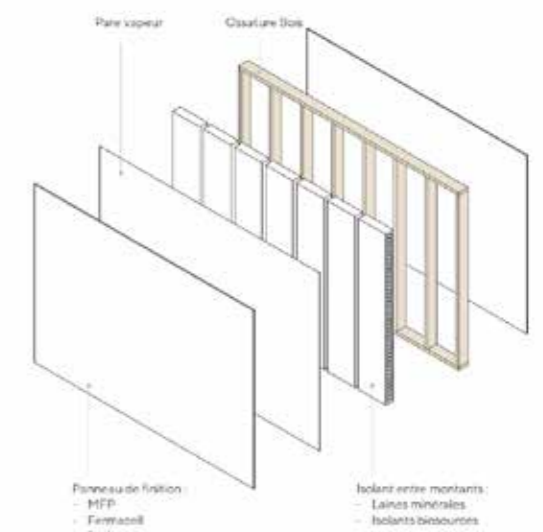 Pare vapeur
Ossature Bois
Panneau de finition :
- MFP
- Fermacell
Isolant entre montants :
- Laines minérales
- Isolants biosourcés